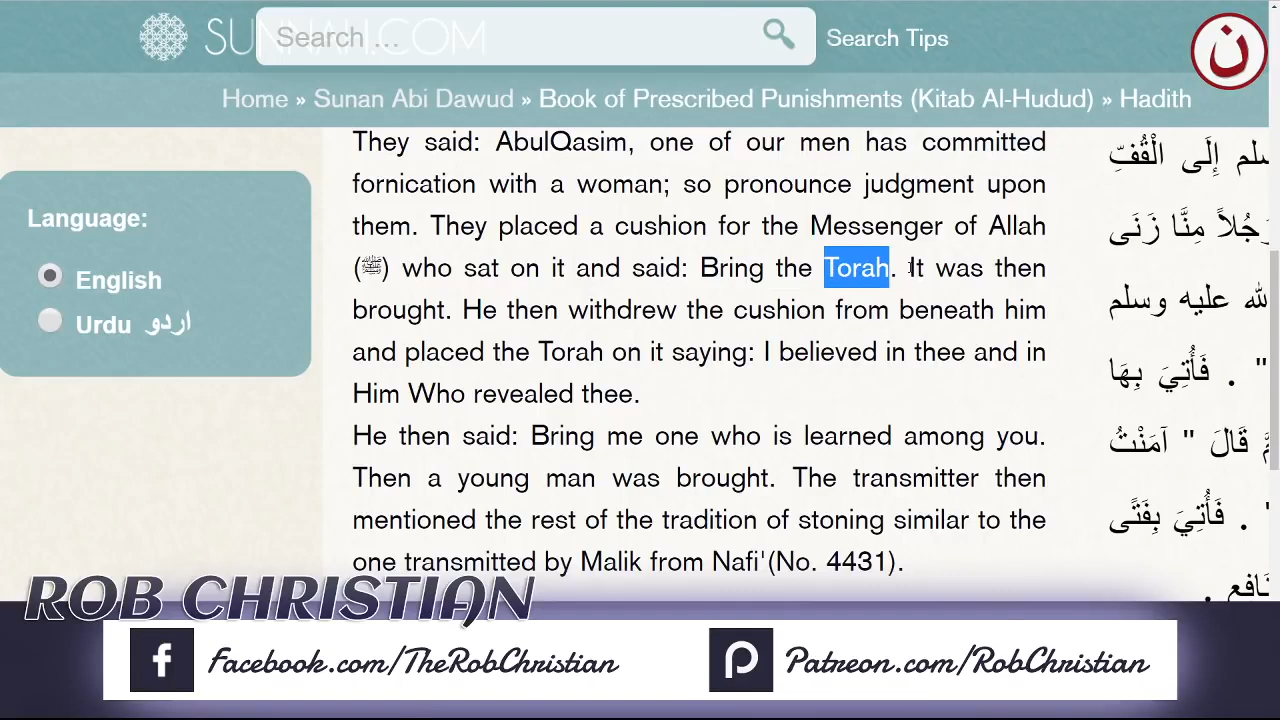 SUNNAH.COM
Search ...
Search Tips
ن
Home » Sunan Abi Dawud » Book of Prescribed Punishments (Kitab Al-Hudud) » Hadith
Language:
English
Urdu اردو
They said: AbulQasim, one of our men has committed
fornication with a woman; so pronounce judgment upon
them. They placed a cushion for the Messenger of Allah
(ﷺ) who sat on it and said: Bring the Torah. It was then
brought. He then withdrew the cushion from beneath him
and placed the Torah on it saying: I believed in thee and in
Him Who revealed thee.
He then said: Bring me one who is learned among you.
Then a young man was brought. The transmitter then
mentioned the rest of the tradition of stoning similar to the
one transmitted by Malik from Nafi'(No. 4431).
سلم إِلَى الْقُفِّ
رَجُلاً مِنَّا زَنَى
الله عليه وسلم
" . فَأُتِيَ بِهَا
مَّ قَالَ " آمَنْتُ
" . فَأُتِيَ بِفَتًى
نَافِعٍ .
ROB CHRISTIAN
f Facebook.com/TheRobChristian
Patreon.com/RobChristian